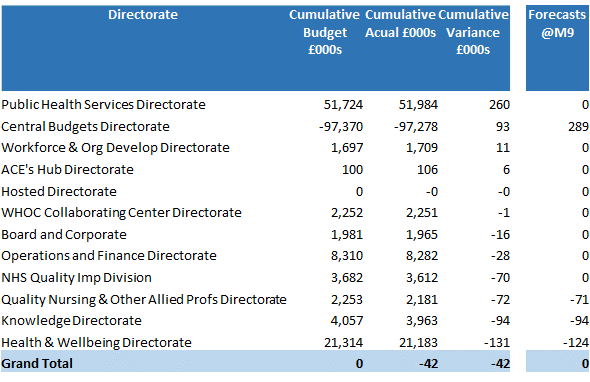 Directorate Cumulative Budget £000s Cumulative Acual £000s Cumulative Variance £000s Forecasts @M9
Public Health Services Directorate 51,724 51,984 260 0
Central Budgets Directorate -97,370 -97,278 93 289
Workforce & Org Develop Directorate 1,697 1,709 11 0
ACE's Hub Directorate 100 106 6 0
Hosted Directorate 0 -0 -0 0
WHOC Collaborating Center Directorate 2,252 2,251 -1 0
Board and Corporate 1,981 1,965 -16 0
Operations and Finance Directorate 8,310 8,282 -28 0
NHS Quality Imp Division 3,682 3,612 -70 0
Quality Nursing & Other Allied Profs Directorate 2,253 2,181 -72 -71
Knowledge Directorate 4,057 3,963 -94 -94
Health & Wellbeing Directorate 21,314 21,183 -131 -124
Grand Total 0 -42 -42 0